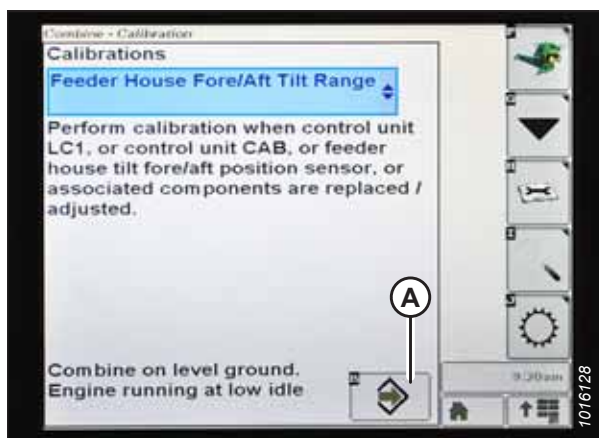 Combine - Calibration
Calibrations
Feeder House Fore/Aft Tilt Range
Perform calibration when control unit
LC1, or control unit CAB, or feeder
house tilt fore/aft position sensor, or
associated components are replaced /
adjusted.
A
Combine on level ground.
Engine running at low idle
9:20am
1016128